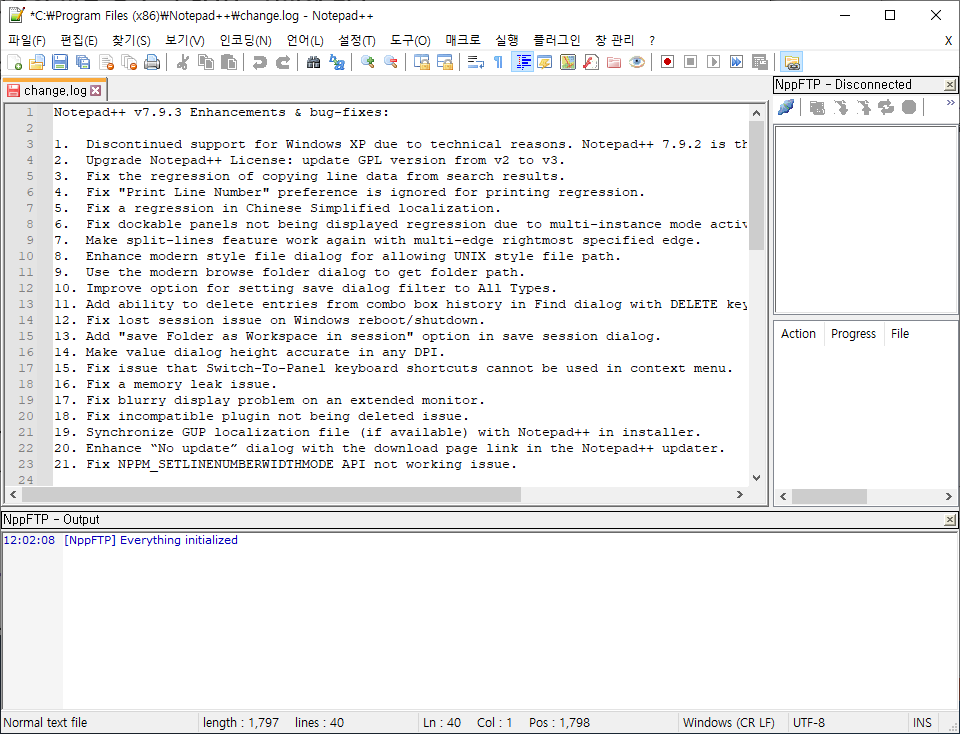 *C:₩Program Files (x86)₩Notepad++₩change.log - Notepad++
파일(F) 편집(E) 찾기(S) 보기(V) 인코딩(N) 언어(L) 설정(T) 도구(O) 매크로 실행 플러그인 창 관리 ? X
change.log
NppFTP - Disconnected
1 Notepad++ v7.9.3 Enhancements & bug-fixes:
2
3 1. Discontinued support for Windows XP due to technical reasons. Notepad++ 7.9.2 is th
4 2. Upgrade Notepad++ License: update GPL version from v2 to v3.
5 3. Fix the regression of copying line data from search results.
6 4. Fix "Print Line Number" preference is ignored for printing regression.
7 5. Fix a regression in Chinese Simplified localization.
8 6. Fix dockable panels not being displayed regression due to multi-instance mode activ
9 7. Make split-lines feature work again with multi-edge rightmost specified edge.
10 8. Enhance modern style file dialog for allowing UNIX style file path.
11 9. Use the modern browse folder dialog to get folder path.
12 10. Improve option for setting save dialog filter to All Types.
13 11. Add ability to delete entries from combo box history in Find dialog with DELETE key
14 12. Fix lost session issue on Windows reboot/shutdown.
15 13. Add "save Folder as Workspace in session" option in save session dialog.
16 14. Make value dialog height accurate in any DPI.
17 15. Fix issue that Switch-To-Panel keyboard shortcuts cannot be used in context menu.
18 16. Fix a memory leak issue.
19 17. Fix blurry display problem on an extended monitor.
20 18. Fix incompatible plugin not being deleted issue.
21 19. Synchronize GUP localization file (if available) with Notepad++ in installer.
22 20. Enhance “No update” dialog with the download page link in the Notepad++ updater.
23 21. Fix NPPM_SETLINENUMBERWIDTHMODE API not working issue.
24
Action Progress File
NppFTP - Output
12:02:08 [NppFTP] Everything initialized
Normal text file length : 1,797 lines : 40 Ln : 40 Col : 1 Pos : 1,798 Windows (CR LF) UTF-8 INS